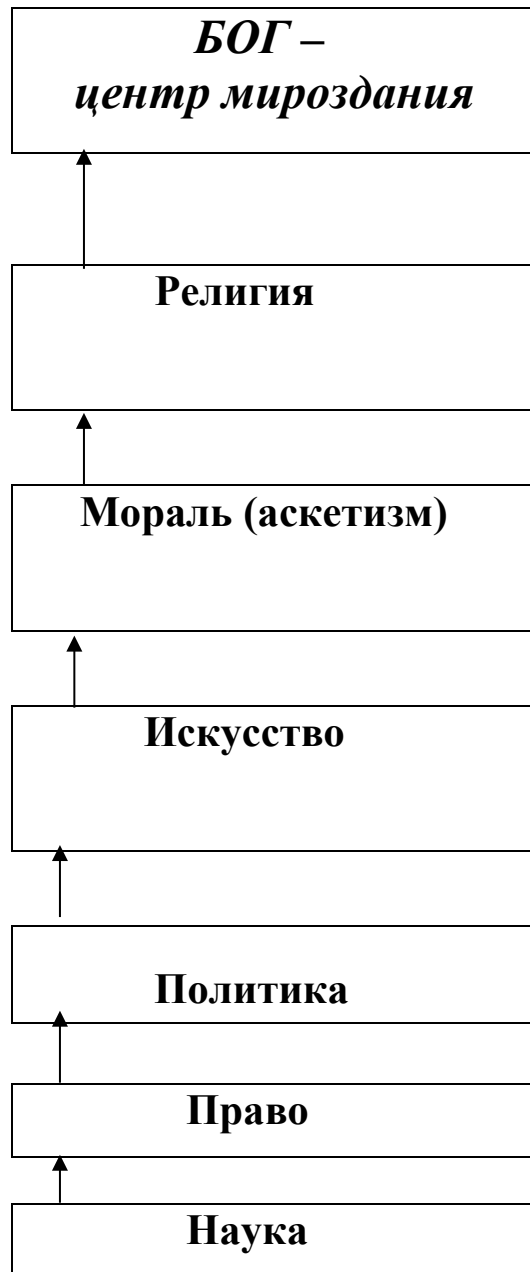 БОГ –
центр мироздания
Религия
Мораль (аскетизм)
Искусство
Политика
Право
Наука